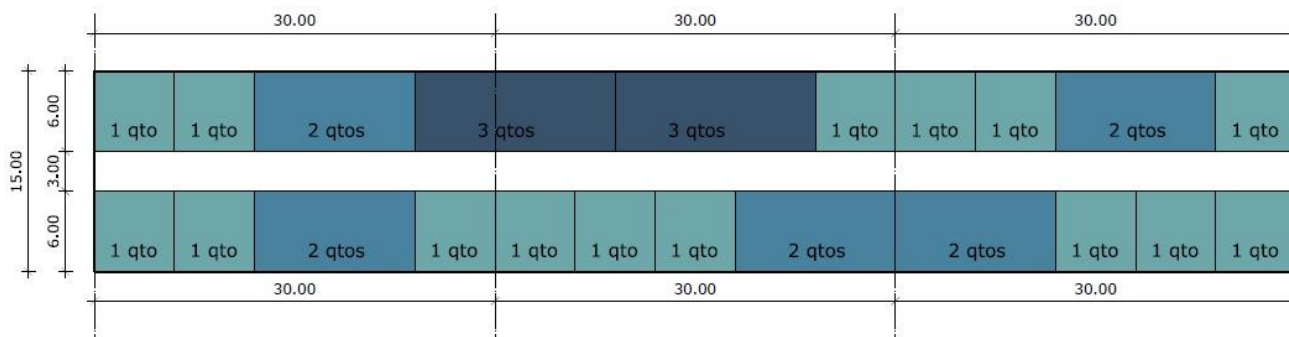 30.00 30.00 30.00
6.00
1 qto 1 qto 2 qtos 3 qtos 3 qtos 1 qto 1 qto 1 qto 2 qtos 1 qto
15.00
3.00
6.00
1 qto 1 qto 2 qtos 1 qto 1 qto 1 qto 1 qto 2 qtos 2 qtos 1 qto 1 qto 1 qto
30.00 30.00 30.00